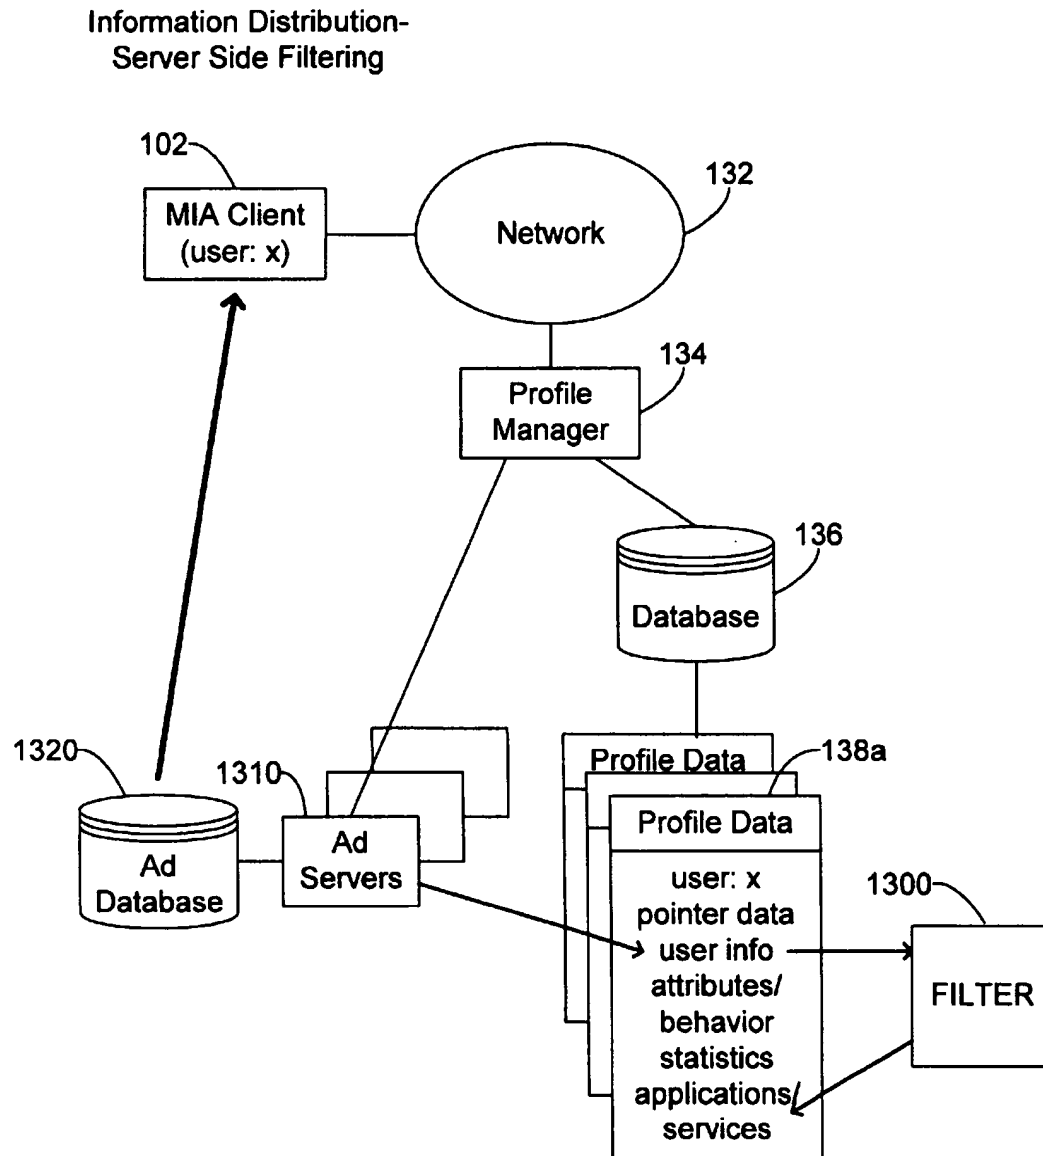 Information Distribution-
Server Side Filtering
102
MIA Client
(user: x)
Network
132
134
Profile
Manager
136
Database
1320
Ad
Database
1310
Ad
Servers
Profile Data
138a
Profile Data
user: x
pointer data
user info
attributes/
behavior
statistics
applications/
services
1300
FILTER